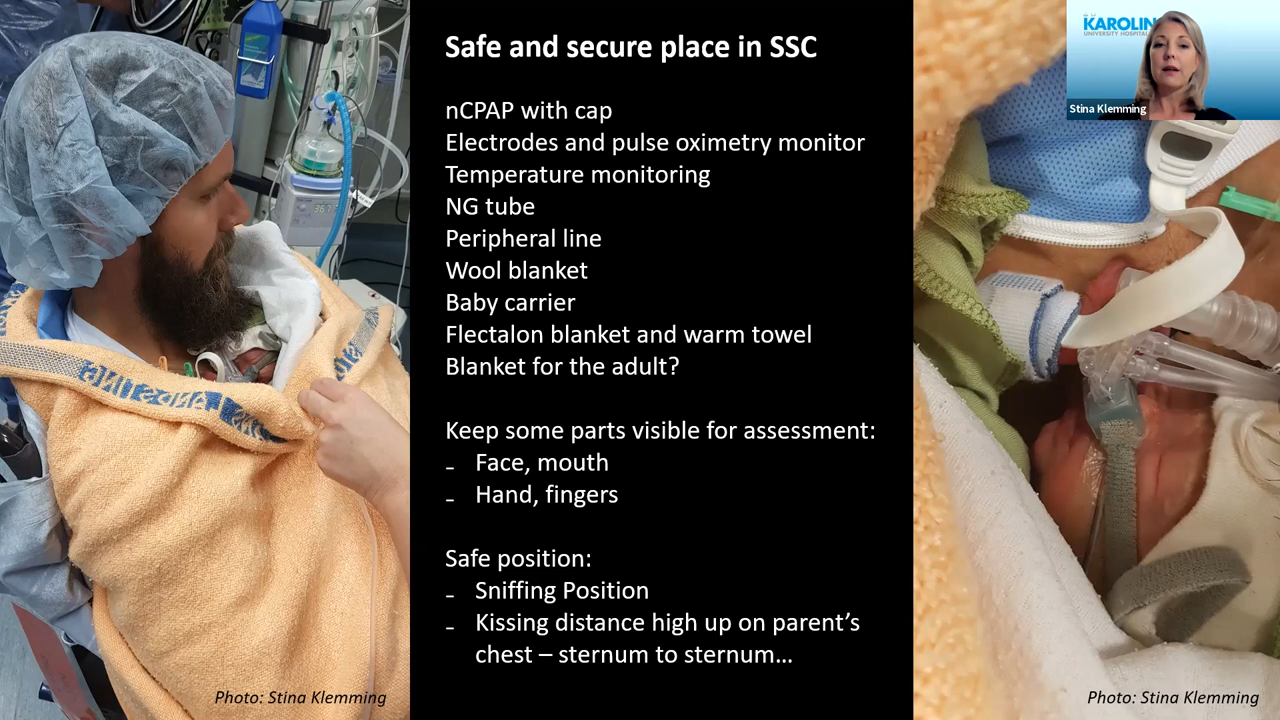 Safe and secure place in SSC
nCPAP with cap
Electrodes and pulse oximetry monitor
Temperature monitoring
NG tube
Peripheral line
Wool blanket
Baby carrier
Flectalon blanket and warm towel
Blanket for the adult?
Keep some parts visible for assessment:
- Face, mouth
- Hand, fingers
Safe position:
- Sniffing Position
- Kissing distance high up on parent’s
chest – sternum to sternum…
Photo: Stina Klemming
KAROLIN
UNIVERSITY HOSPITAL
Stina Klemming
Photo: Stina Klemming